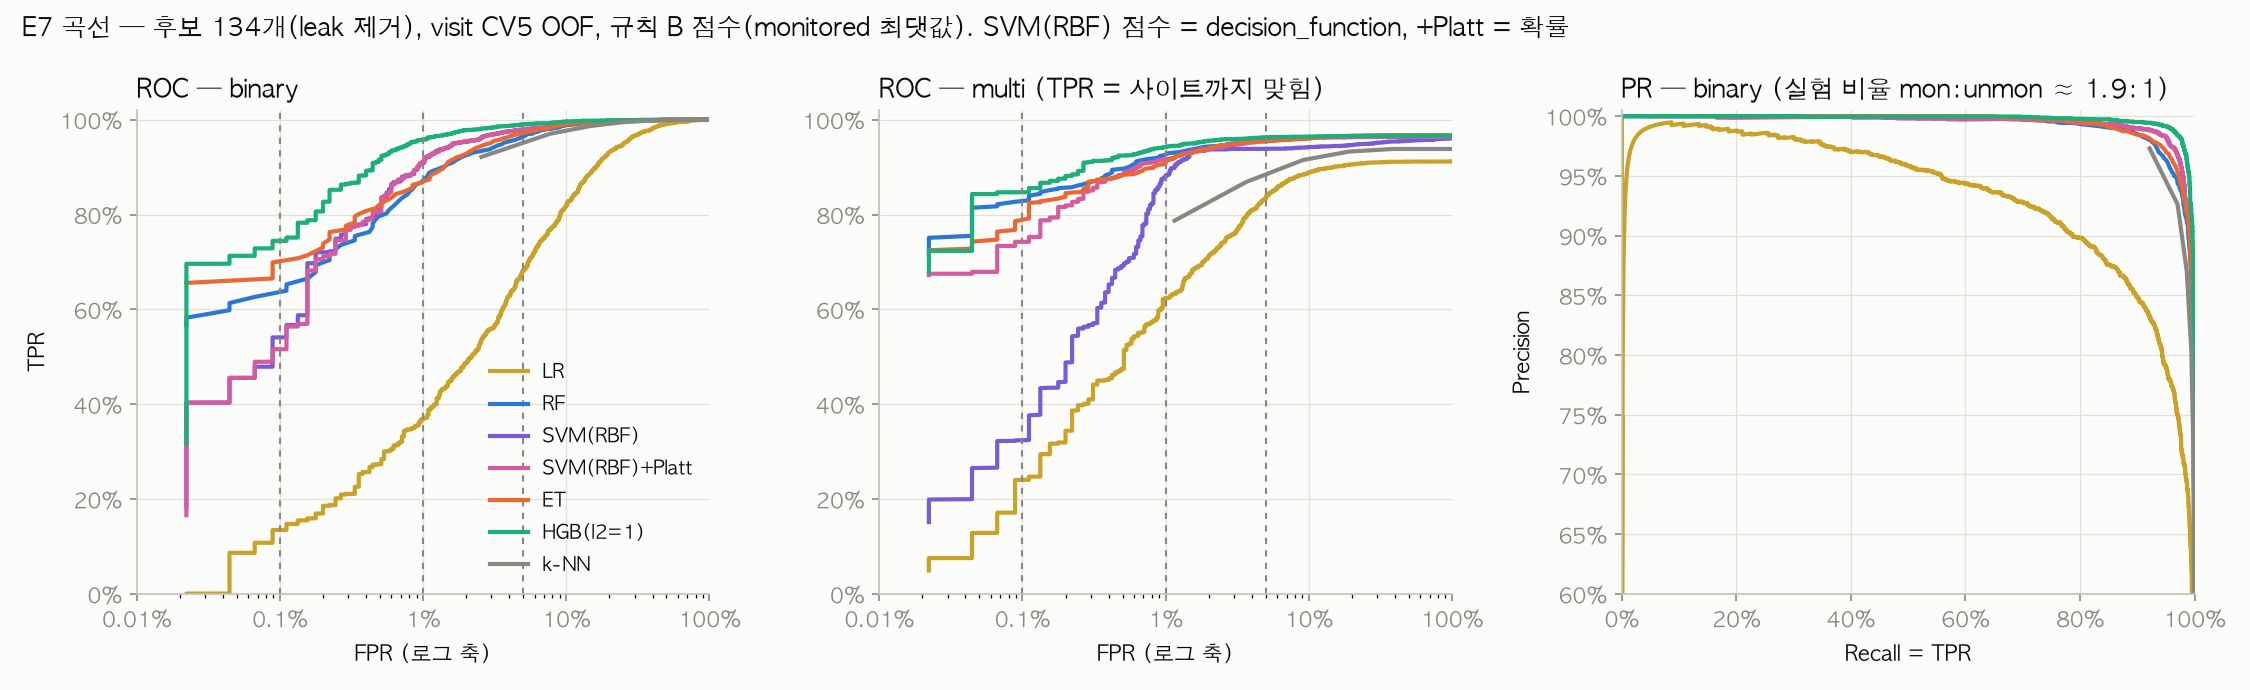 E7 곡선 — 후보 134개(leak 제거), visit CV5 OOF, 규칙 B 점수(monitored 최댓값). SVM(RBF) 점수 = decision_function, +Platt = 확률
ROC — binary
100%
80%
60%
40%
20%
0%
TPR
0.01%
0.1%
1%
10%
100%
FPR (로그 축)
LR
RF
SVM(RBF)
SVM(RBF)+Platt
ET
HGB(l2=1)
k-NN
ROC — multi (TPR = 사이트까지 맞힘)
100%
80%
60%
40%
20%
0%
0.01%
0.1%
1%
10%
100%
FPR (로그 축)
PR — binary (실험 비율 mon:unmon ≈ 1.9:1)
100%
95%
90%
85%
80%
75%
70%
65%
60%
Precision
0%
20%
40%
60%
80%
100%
Recall = TPR